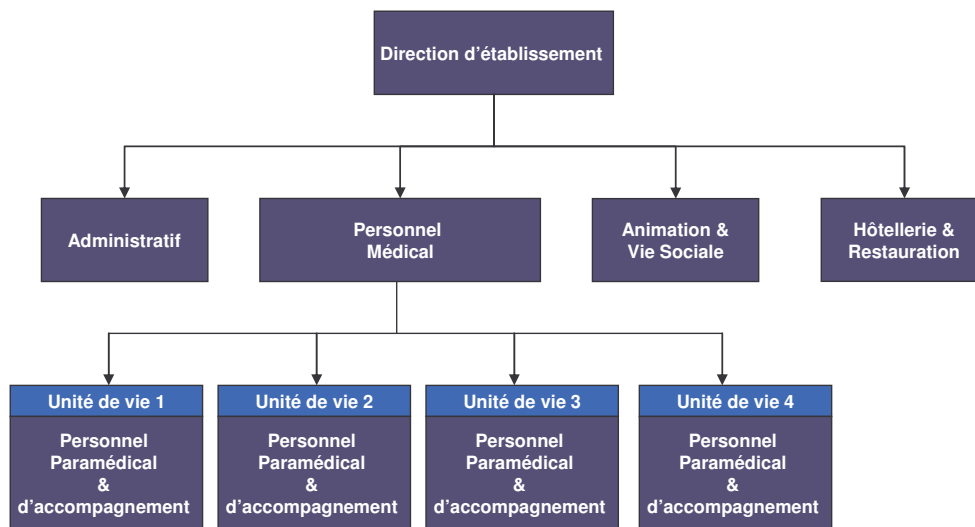 Direction d'établissement
Administratif
Personnel
Médical
Animation &
Vie Sociale
Hôtellerie &
Restauration
Unité de vie 1
Personnel
Paramédical
&
d'accompagnement
Unité de vie 2
Personnel
Paramédical
&
d'accompagnement
Unité de vie 3
Personnel
Paramédical
&
d'accompagnement
Unité de vie 4
Personnel
Paramédical
&
d'accompagnement